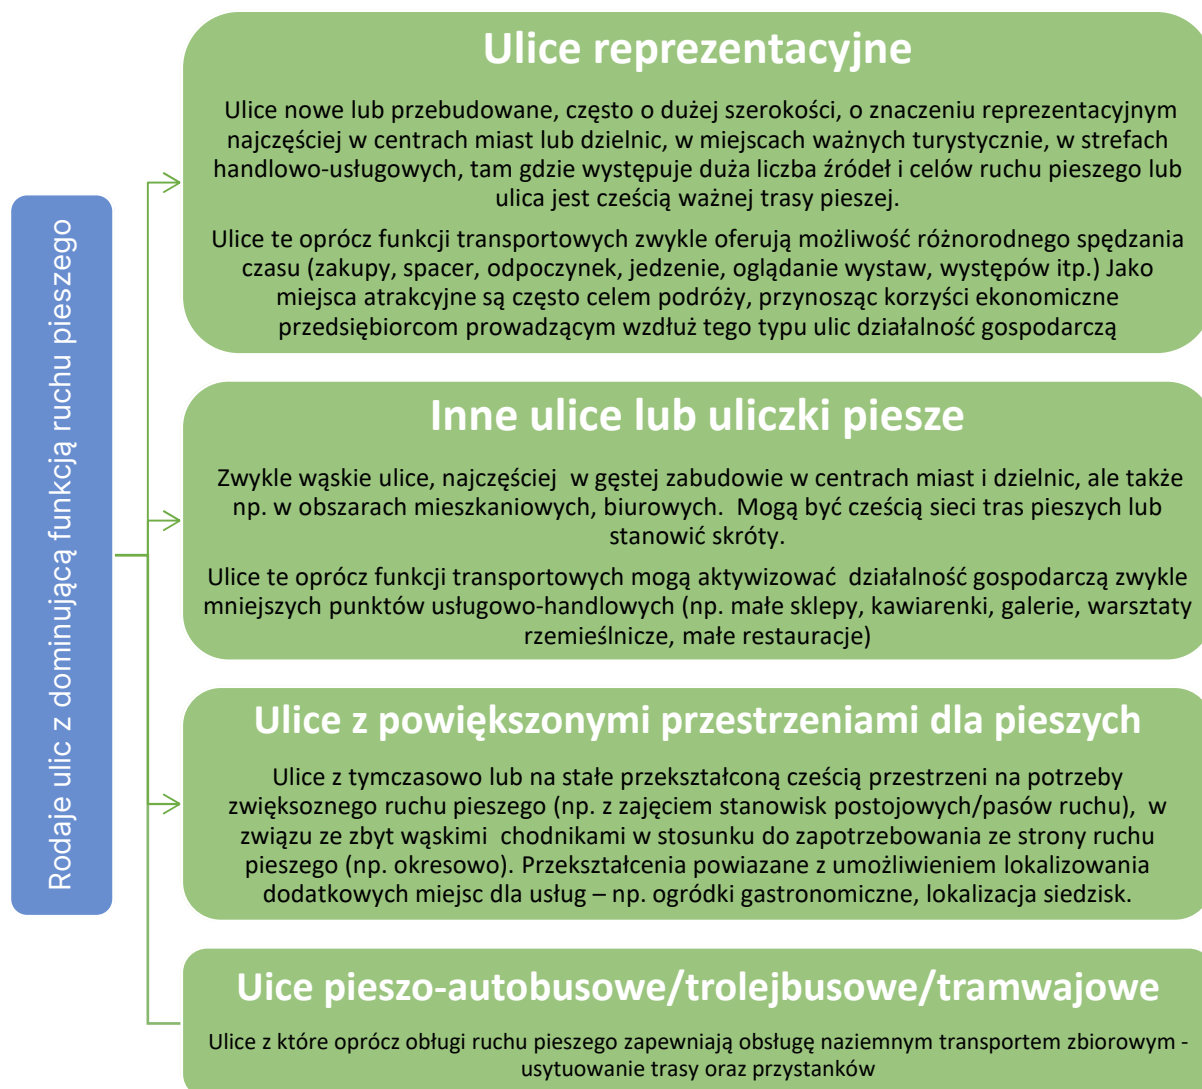 Rodzaje ulic z dominującą funkcją ruchu pieszego
Ulice reprezentacyjne
Ulice nowe lub przebudowane, często o dużej szerokości, o znaczeniu reprezentacyjnym
najczęściej w centrach miast lub dzielnic, w miejscach ważnych turystycznie, w strefach
handlowo-usługowych, tam gdzie występuje duża liczba źródeł i celów ruchu pieszego lub
ulica jest cześcią ważnej trasy pieszej.
Ulice te oprócz funkcji transportowych zwykle oferują możliwość różnorodnego spędzania
czasu (zakupy, spacer, odpoczynek, jedzenie, oglądanie wystaw, występów itp.) Jako
miejsca atrakcyjne są często celem podróży, przynosząc korzyści ekonomiczne
przedsiębiorcom prowadzącym wzdłuż tego typu ulic działalność gospodarczą
Inne ulice lub uliczki piesze
Zwykle wąskie ulice, najczęściej w gęstej zabudowie w centrach miast i dzielnic, ale także
np. w obszarach mieszkaniowych, biurowych. Mogą być cześcią sieci tras pieszych lub
stanowić skróty.
Ulice te oprócz funkcji transportowych mogą aktywizować działalność gospodarczą zwykle
mniejszych punktów usługowo-handlowych (np. małe sklepy, kawiarenki, galerie, warsztaty
rzemieślnicze, małe restauracje)
Ulice z powiększonymi przestrzeniami dla pieszych
Ulice z tymczasowo lub na stałe przekształconą cześcią przestrzeni na potrzeby
zwięksoznego ruchu pieszego (np. z zajęciem stanowisk postojowych/pasów ruchu), w
związu ze zbyt wąskimi chodnikami w stosunku do zapotrzebowania ze strony ruchu
pieszego (np. okresowo). Przekształcenia powiazane z umożliwieniem lokalizowania
dodatkowych miejsc dla usług – np. ogródki gastronomiczne, lokalizacja siedzisk.
Uice pieszo-autobusowe/trolejbusowe/tramwajowe
Ulice z które oprócz obługi ruchu pieszego zapewniają obsługę naziemnym transportem zbiorowym -
usytuowanie trasy oraz przystanków